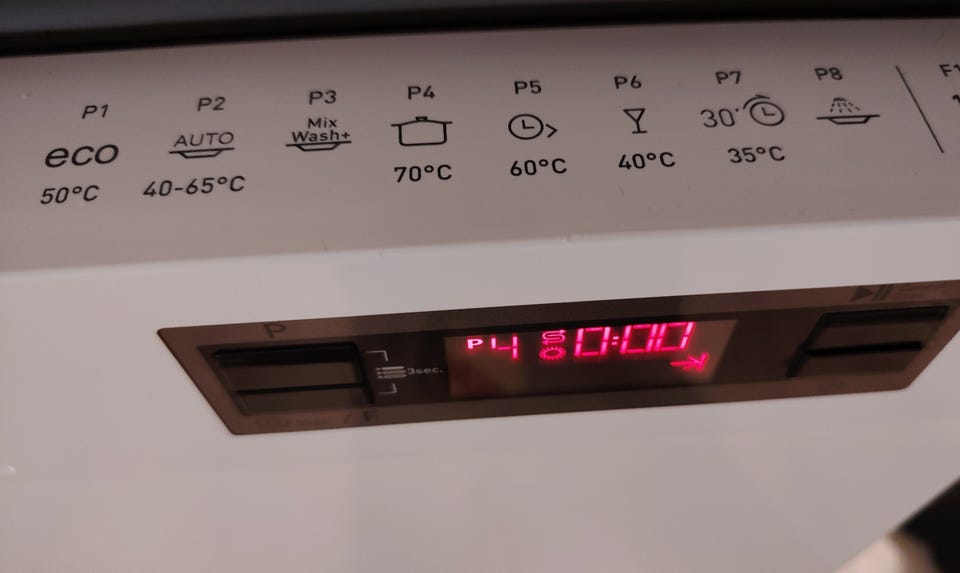 P1 P2 P3 P4 P5 P6 P7 P8
eco AUTO Mix Wash+ 30'
50°C 40-65°C 70°C 60°C 40°C 35°C
P
P4 0:00
3sec.
F